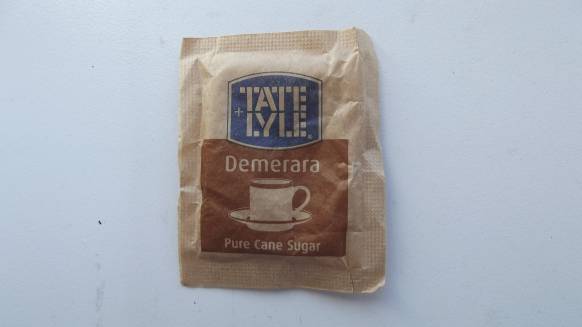 TATE
+
LYLE®
Demerara
Pure Cane Sugar